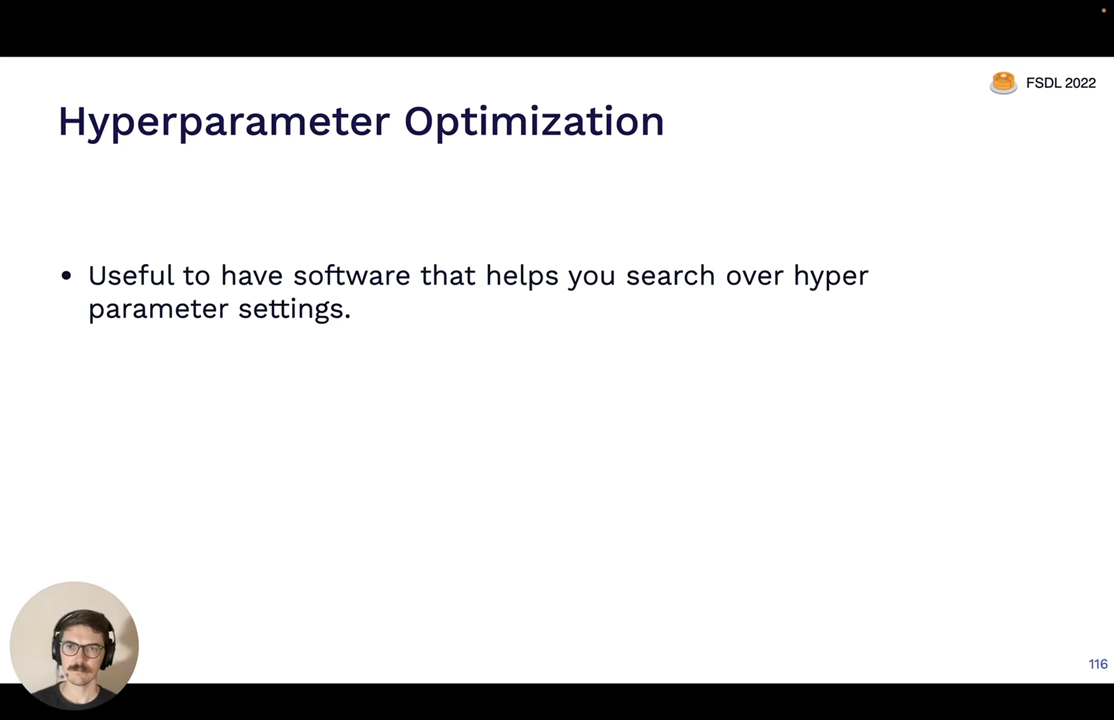 FSDL 2022
Hyperparameter Optimization
• Useful to have software that helps you search over hyper
parameter settings.
116